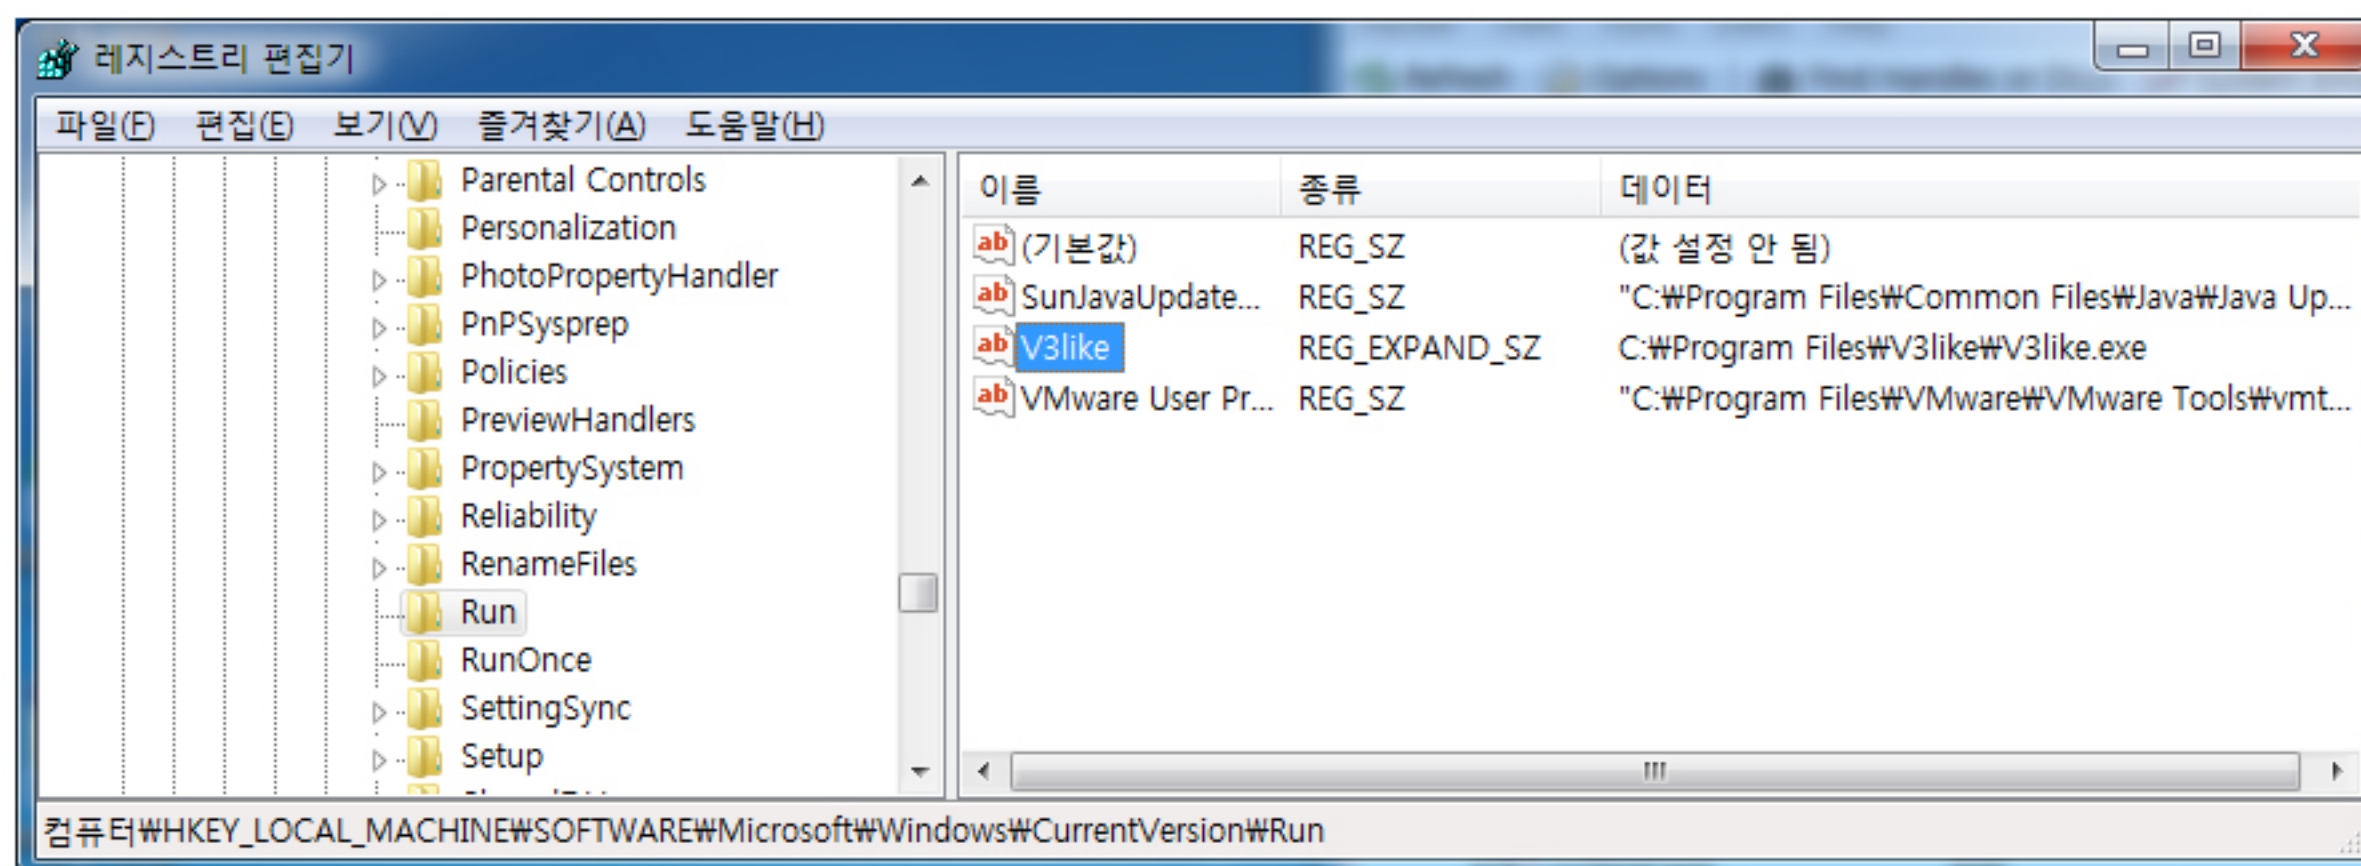 레지스트리 편집기
파일(F) 편집(E) 보기(V) 즐겨찾기(A) 도움말(H)
Parental Controls
Personalization
PhotoPropertyHandler
PnPSysprep
Policies
PreviewHandlers
PropertySystem
Reliability
RenameFiles
Run
RunOnce
SettingSync
Setup
이름 종류 데이터
(기본값) REG_SZ (값 설정 안 됨)
SunJavaUpdate... REG_SZ "C:₩Program Files₩Common Files₩Java₩Java Up...
V3like REG_EXPAND_SZ C:₩Program Files₩V3like₩V3like.exe
VMware User Pr... REG_SZ "C:₩Program Files₩VMware₩VMware Tools₩vmt...
컴퓨터₩HKEY_LOCAL_MACHINE₩SOFTWARE₩Microsoft₩Windows₩CurrentVersion₩Run